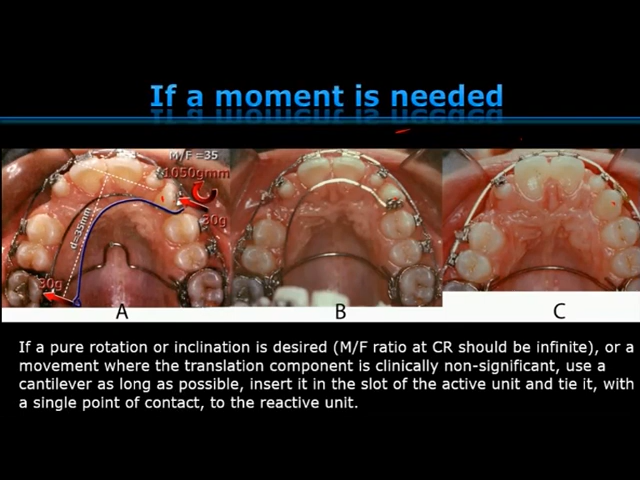 If a moment is needed
M/F =35
1050gmm
30g
d=35mm
30g
A B C
If a pure rotation or inclination is desired (M/F ratio at CR should be infinite), or a
movement where the translation component is clinically non-significant, use a
cantilever as long as possible, insert it in the slot of the active unit and tie it, with
a single point of contact, to the reactive unit.